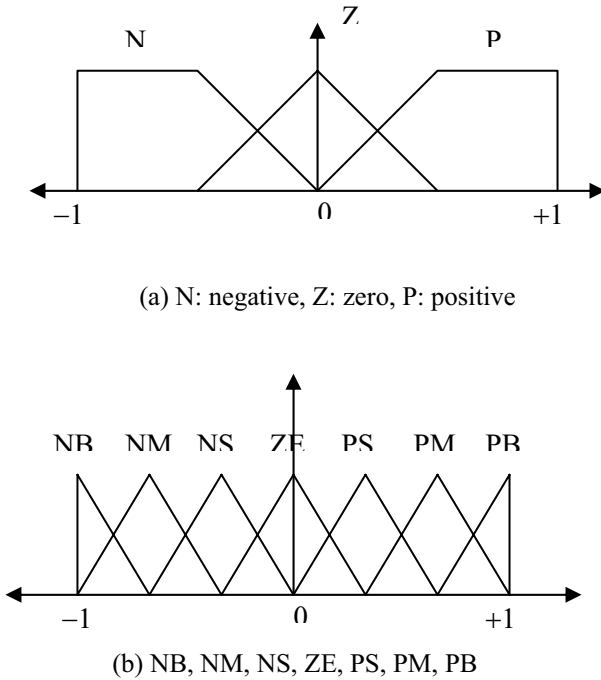 Z
N P
−1 0 +1
(a) N: negative, Z: zero, P: positive
NB NM NS ZE PS PM PB
−1 0 +1
(b) NB, NM, NS, ZE, PS, PM, PB